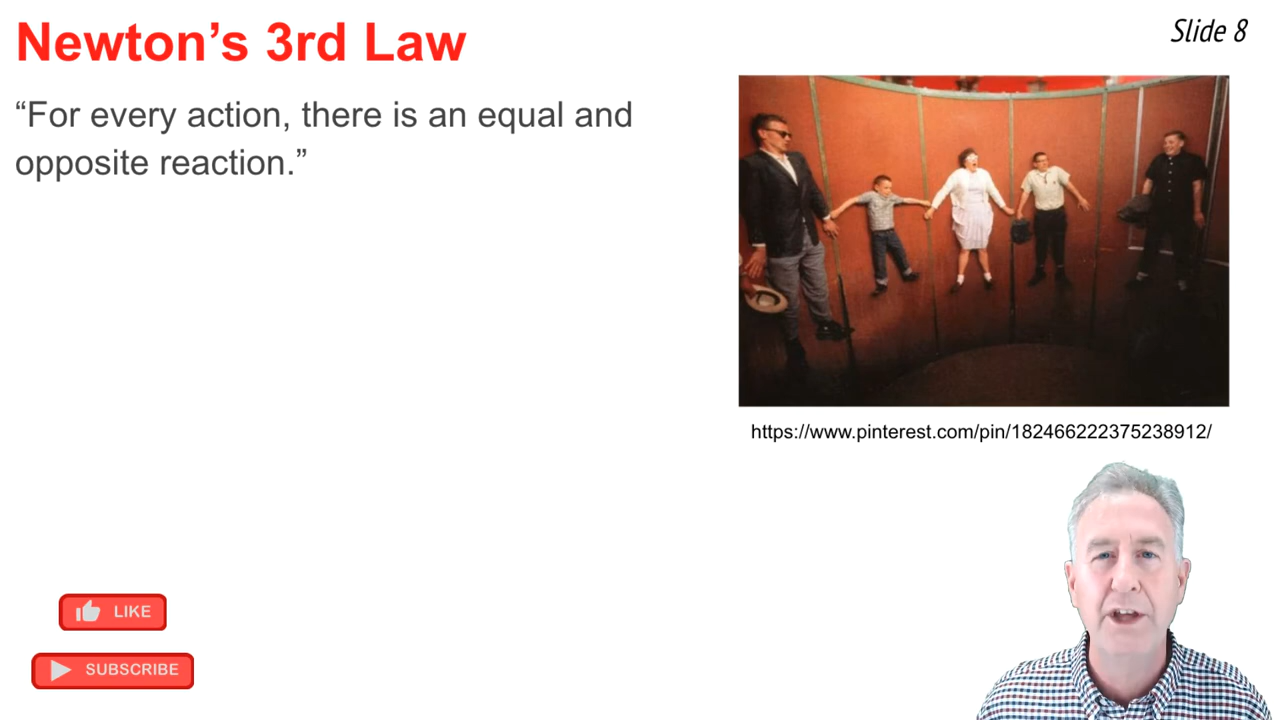 Newton’s 3rd Law
Slide 8
“For every action, there is an equal and
opposite reaction.”
https://www.pinterest.com/pin/182466222375238912/
LIKE
SUBSCRIBE